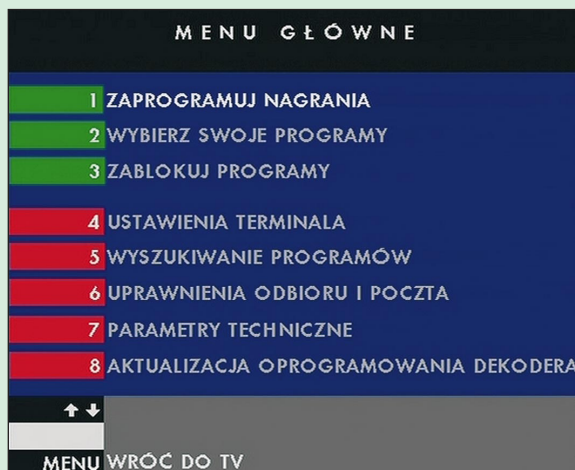 MENU GŁÓWNE
1 ZAPROGRAMUJ NAGRANIA
2 WYBIERZ SWOJE PROGRAMY
3 ZABLOKUJ PROGRAMY
4 USTAWIENIA TERMINALA
5 WYSZUKIWANIE PROGRAMÓW
6 UPRAWNIENIA ODBIORU I POCZTA
7 PARAMETRY TECHNICZNE
8 AKTUALIZACJA OPROGRAMOWANIA DEKODERA
MENU WRÓĆ DO TV